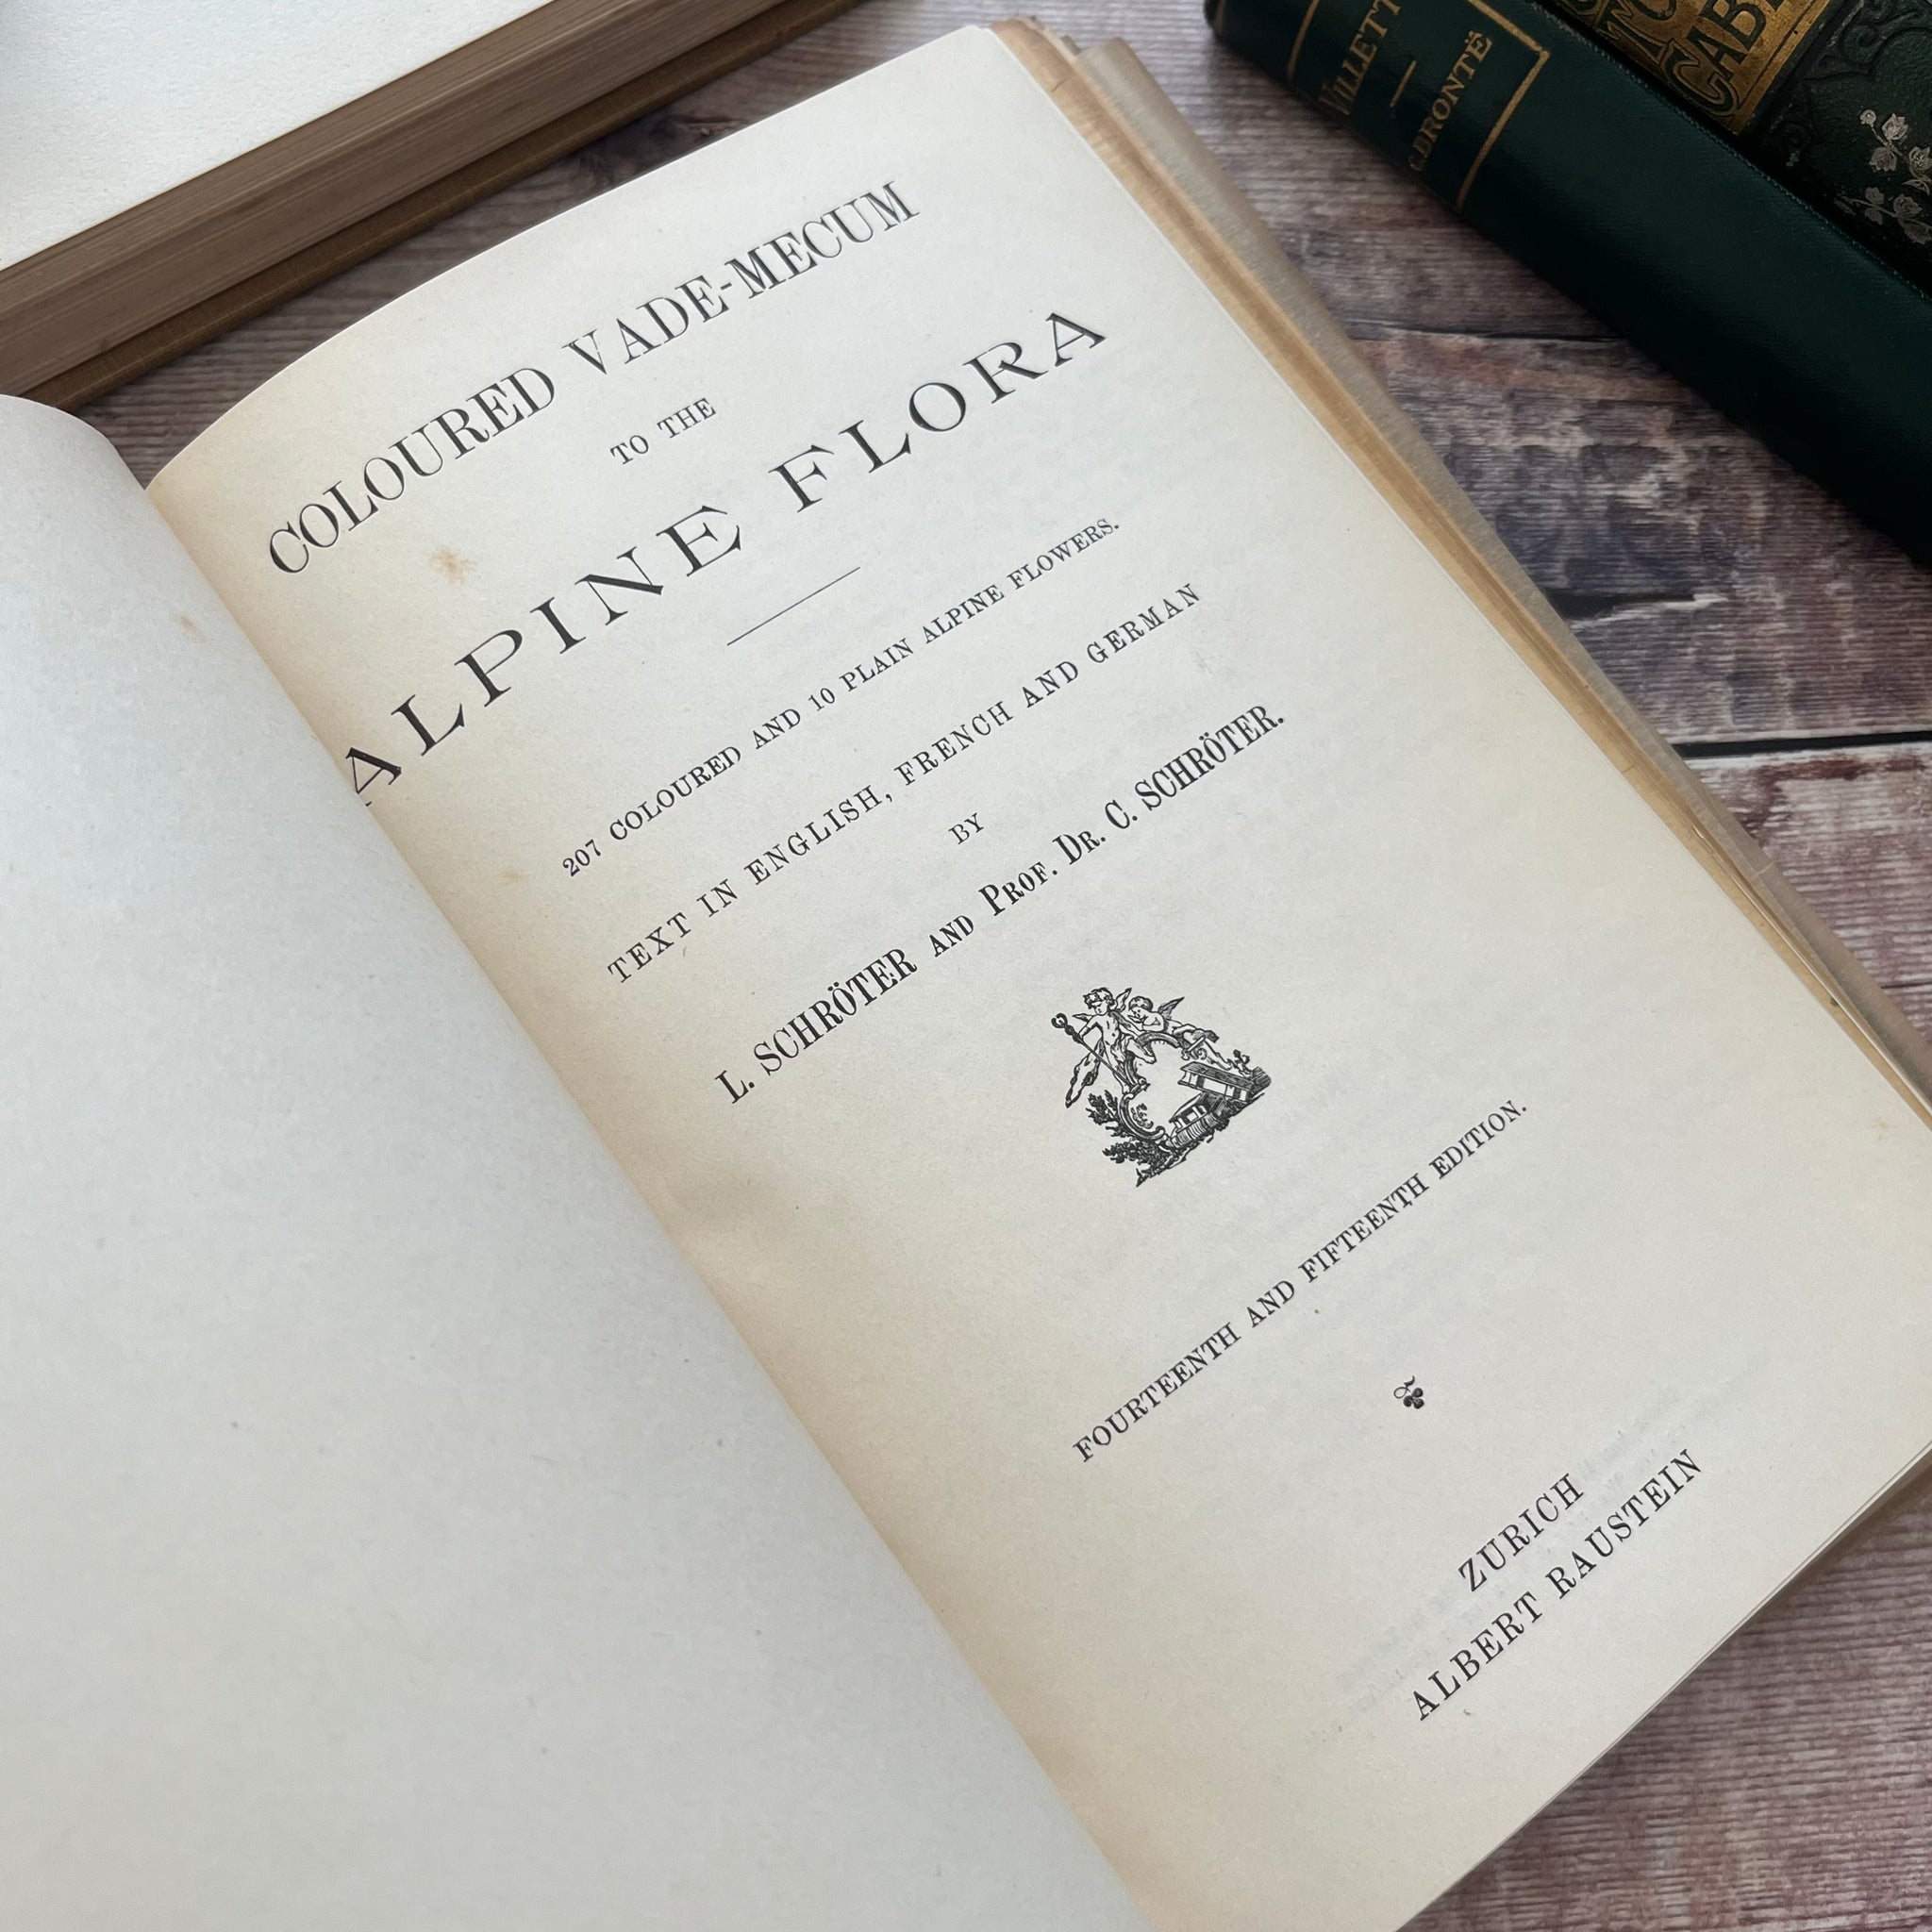 COLOURED VADE-MECUM
TO THE
ALPINE FLORA
207 COLOURED AND 10 PLAIN ALPINE FLOWERS.
TEXT IN ENGLISH, FRENCH AND GERMAN
BY
L. SCHRÖTER AND PROF. DR. C. SCHRÖTER.
FOURTEENTH AND FIFTEENTH EDITION.
ZURICH
ALBERT RAUSTEIN
C. BRONTË